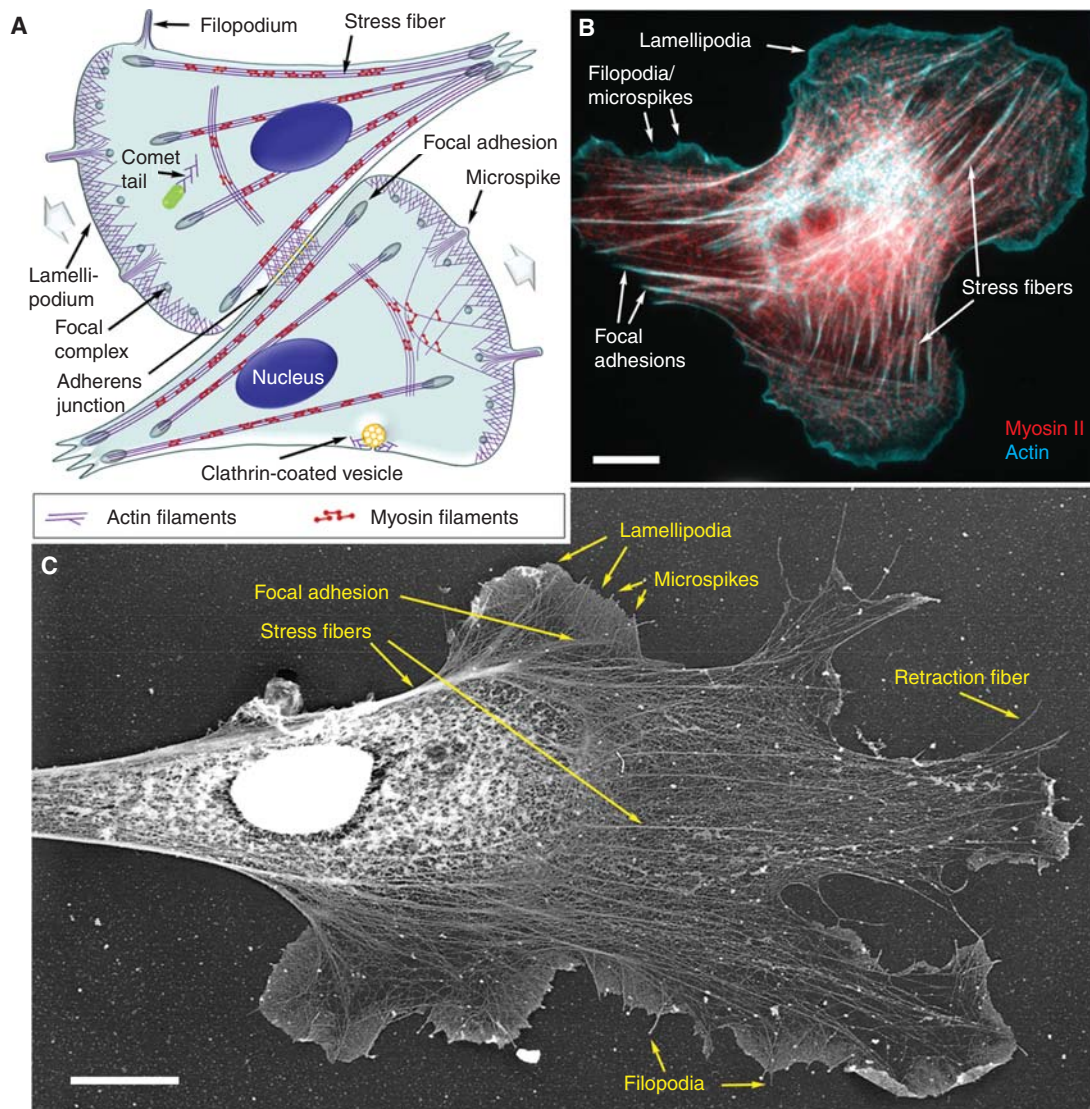 A
Filopodium
Stress fiber
Comet
tail
Focal adhesion
Microspike
Lamelli-
podium
Focal
complex
Adherens
junction
Nucleus
Clathrin-coated vesicle
Actin filaments
Myosin filaments
B
Lamellipodia
Filopodia/
microspikes
Stress fibers
Focal
adhesions
Myosin II
Actin
C
Lamellipodia
Microspikes
Focal adhesion
Stress fibers
Retraction fiber
Filopodia